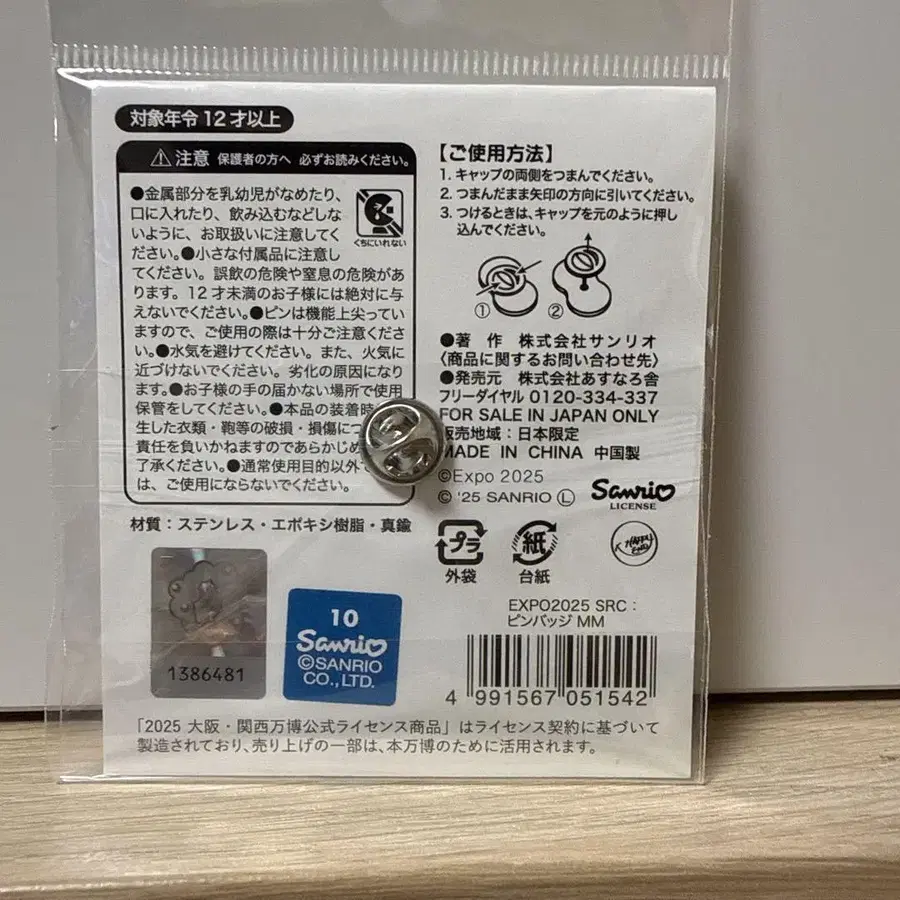 対象年令 12 才以上
⚠注意 保護者の方へ 必ずお読みください。
●金属部分を乳幼児がなめたり、
口に入れたり、飲み込むなどしな
いように、お取扱いに注意してく
ださい。●小さな付属品に注意し
てください。誤飲の危険や窒息の危険があ
ります。12才未満のお子様には絶対に与
えないでください。●ピンは機能上尖ってい
ますので、ご使用の際は十分ご注意くださ
い。●水気を避けてください。また、火気に
近づけないでください。劣化の原因になり
ます。●お子様の手の届かない場所で使用
保管をしてください。●本品の装着時
生した衣類・鞄等の破損・損傷につ
責任を負いかねますのであらかじめ
了承ください。●通常使用目的以外で
は、ご使用にならないでください。
くちにいれない
材質：ステンレス・エポキシ樹脂・真鍮
1386481
10
Sanrio
©SANRIO
CO.,LTD.
【ご使用方法】
1. キャップの両側をつまんでください。
2. つまんだまま矢印の方向に引いてください。
3. つけるときは、キャップを元のように押し
込んでください。
① ②
●著 作 株式会社サンリオ
〈商品に関するお問い合わせ先〉
●発売元 株式会社あすなろ舎
フリーダイヤル 0120-334-337
FOR SALE IN JAPAN ONLY
販売地域：日本限定
MADE IN CHINA 中国製
©Expo 2025
© '25 SANRIO Ⓛ
Sanrio
LICENSE
プラ
外袋
紙
台紙
HAPPY
EXPO2025 SRC：
ピンバッジ MM
4 991567 051542
「2025 大阪・関西万博公式ライセンス商品」はライセンス契約に基づいて
製造されており、売り上げの一部は、本万博のために活用されます。